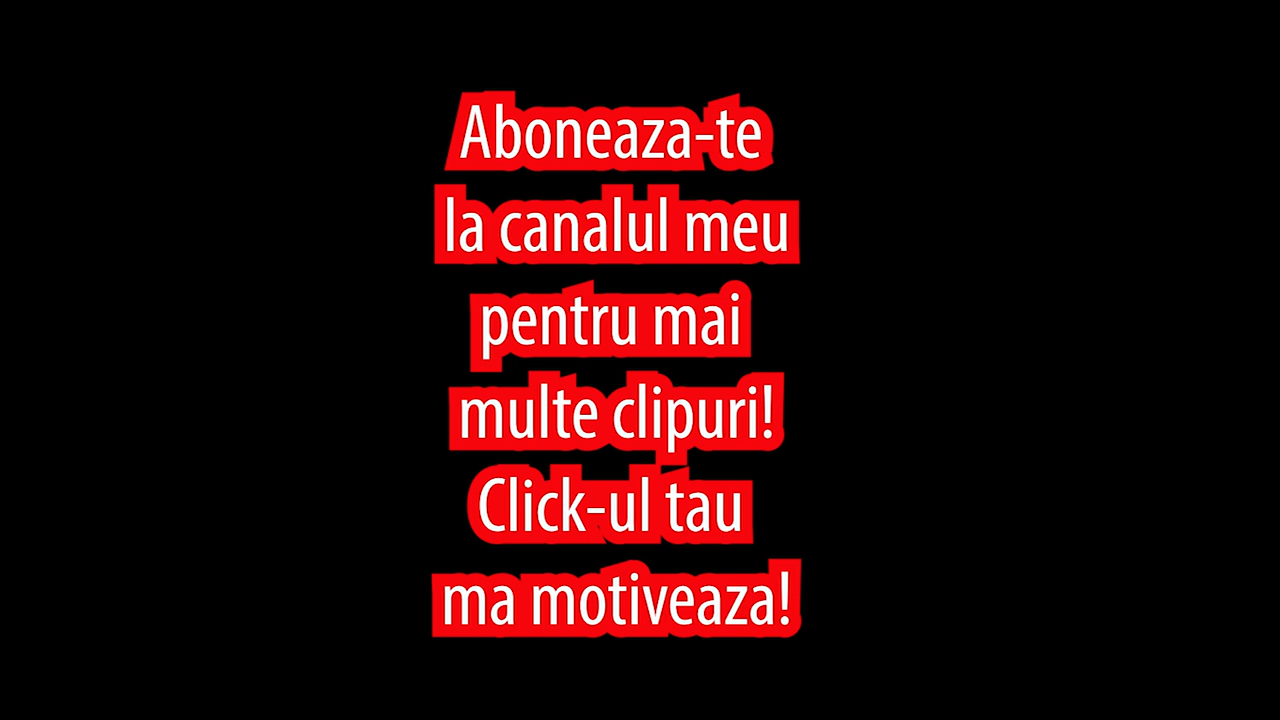 Aboneaza-te
la canalul meu
pentru mai
multe clipuri!
Click-ul tau
ma motiveaza!